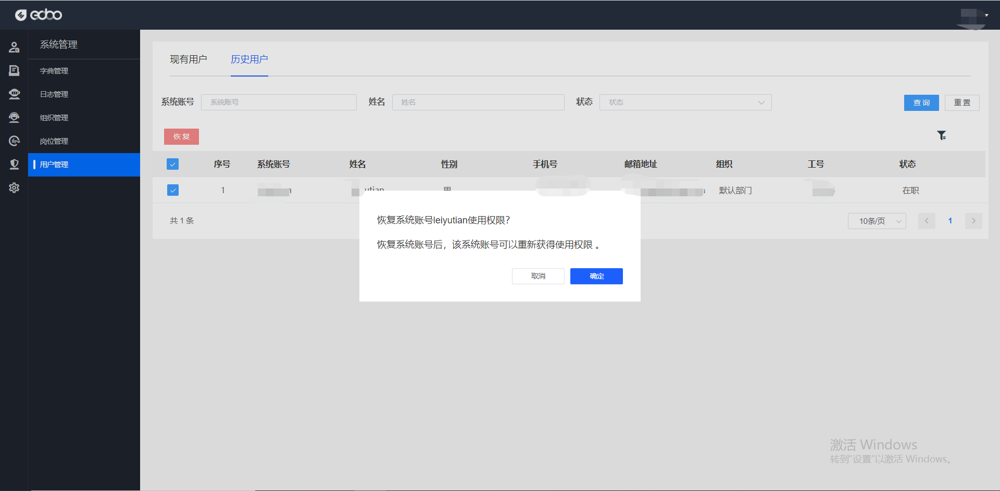 edbo
系统管理
字典管理
日志管理
组织管理
岗位管理
用户管理
现有用户 历史用户
系统账号 系统账号 姓名 姓名 状态 状态 查询 重置
恢复
序号 系统账号 姓名 性别 手机号 邮箱地址 组织 工号 状态
1 utian 男 默认部门 在职
共 1 条 10条/页 1
恢复系统账号leiyutian使用权限?
恢复系统账号后，该系统账号可以重新获得使用权限 。
取消 确定
激活 Windows
转到“设置”以激活 Windows。